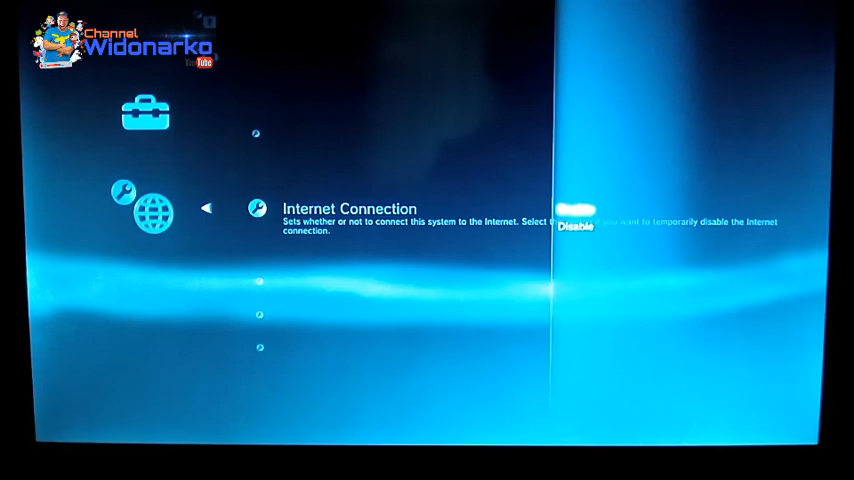 Channel
Widonarko
YouTube
Internet Connection
Sets whether or not to connect this system to the Internet. Select if you want to temporarily disable the Internet
connection.
Disable